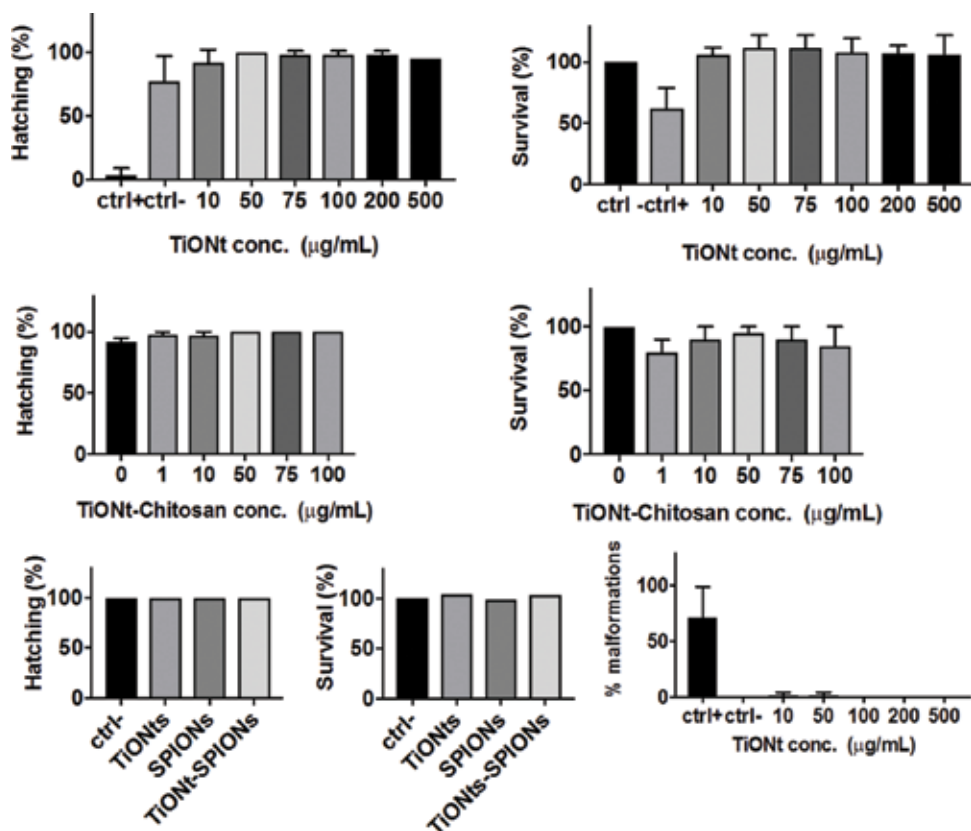 Hatching (%)
100
50
0
ctrl+ctrl- 10 50 75 100 200 500
TiONt conc. (μg/mL)
Survival (%)
100
50
0
ctrl -ctrl+ 10 50 75 100 200 500
TiONt conc. (μg/mL)
Hatching (%)
100
50
0
0 1 10 50 75 100
TiONt-Chitosan conc. (μg/mL)
Survival (%)
100
50
0
0 1 10 50 75 100
TiONt-Chitosan conc. (μg/mL)
Hatching (%)
100
50
0
ctrl-
TiONts
SPIONs
TiONt-SPIONs
Survival (%)
100
50
0
ctrl-
TiONts
SPIONs
TiONts-SPIONs
% malformations
100
50
0
ctrl+ctrl- 10 50 100 200 500
TiONt conc. (μg/mL)